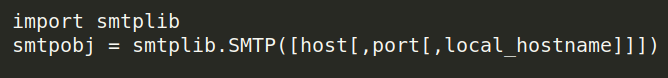 import smtplib
smtpobj = smtplib.SMTP([host[,port[,local_hostname]]])